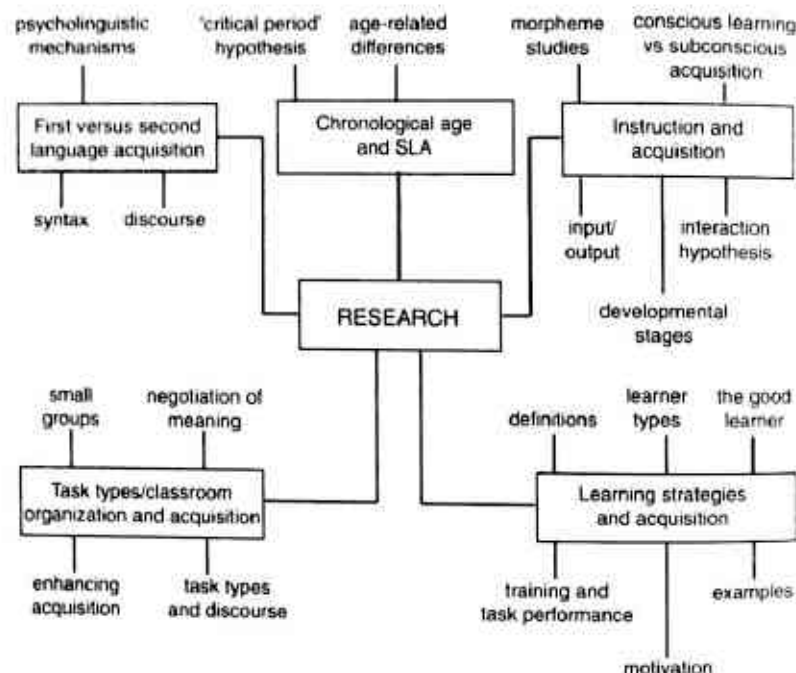 psycholinguistic
mechanisms
'critical period'
hypothesis
age-related
differences
morpheme
studies
conscious learning
vs subconscious
acquisition
First versus second
language acquisition
Chronological age
and SLA
Instruction and
acquisition
syntax
discourse
input/
output
interaction
hypothesis
developmental
stages
RESEARCH
small
groups
negotiation of
meaning
definitions
learner
types
the good
learner
Task types/classroom
organization and acquisition
Learning strategies
and acquisition
enhancing
acquisition
task types
and discourse
training and
task performance
examples
motivation